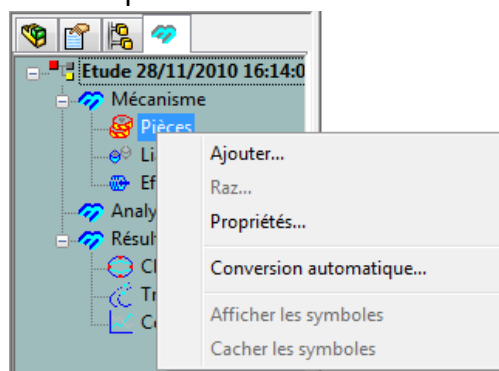 Etude 28/11/2010 16:14:0
Mécanisme
Pièces
Ajouter...
Raz...
Propriétés...
Conversion automatique...
Afficher les symboles
Cacher les symboles